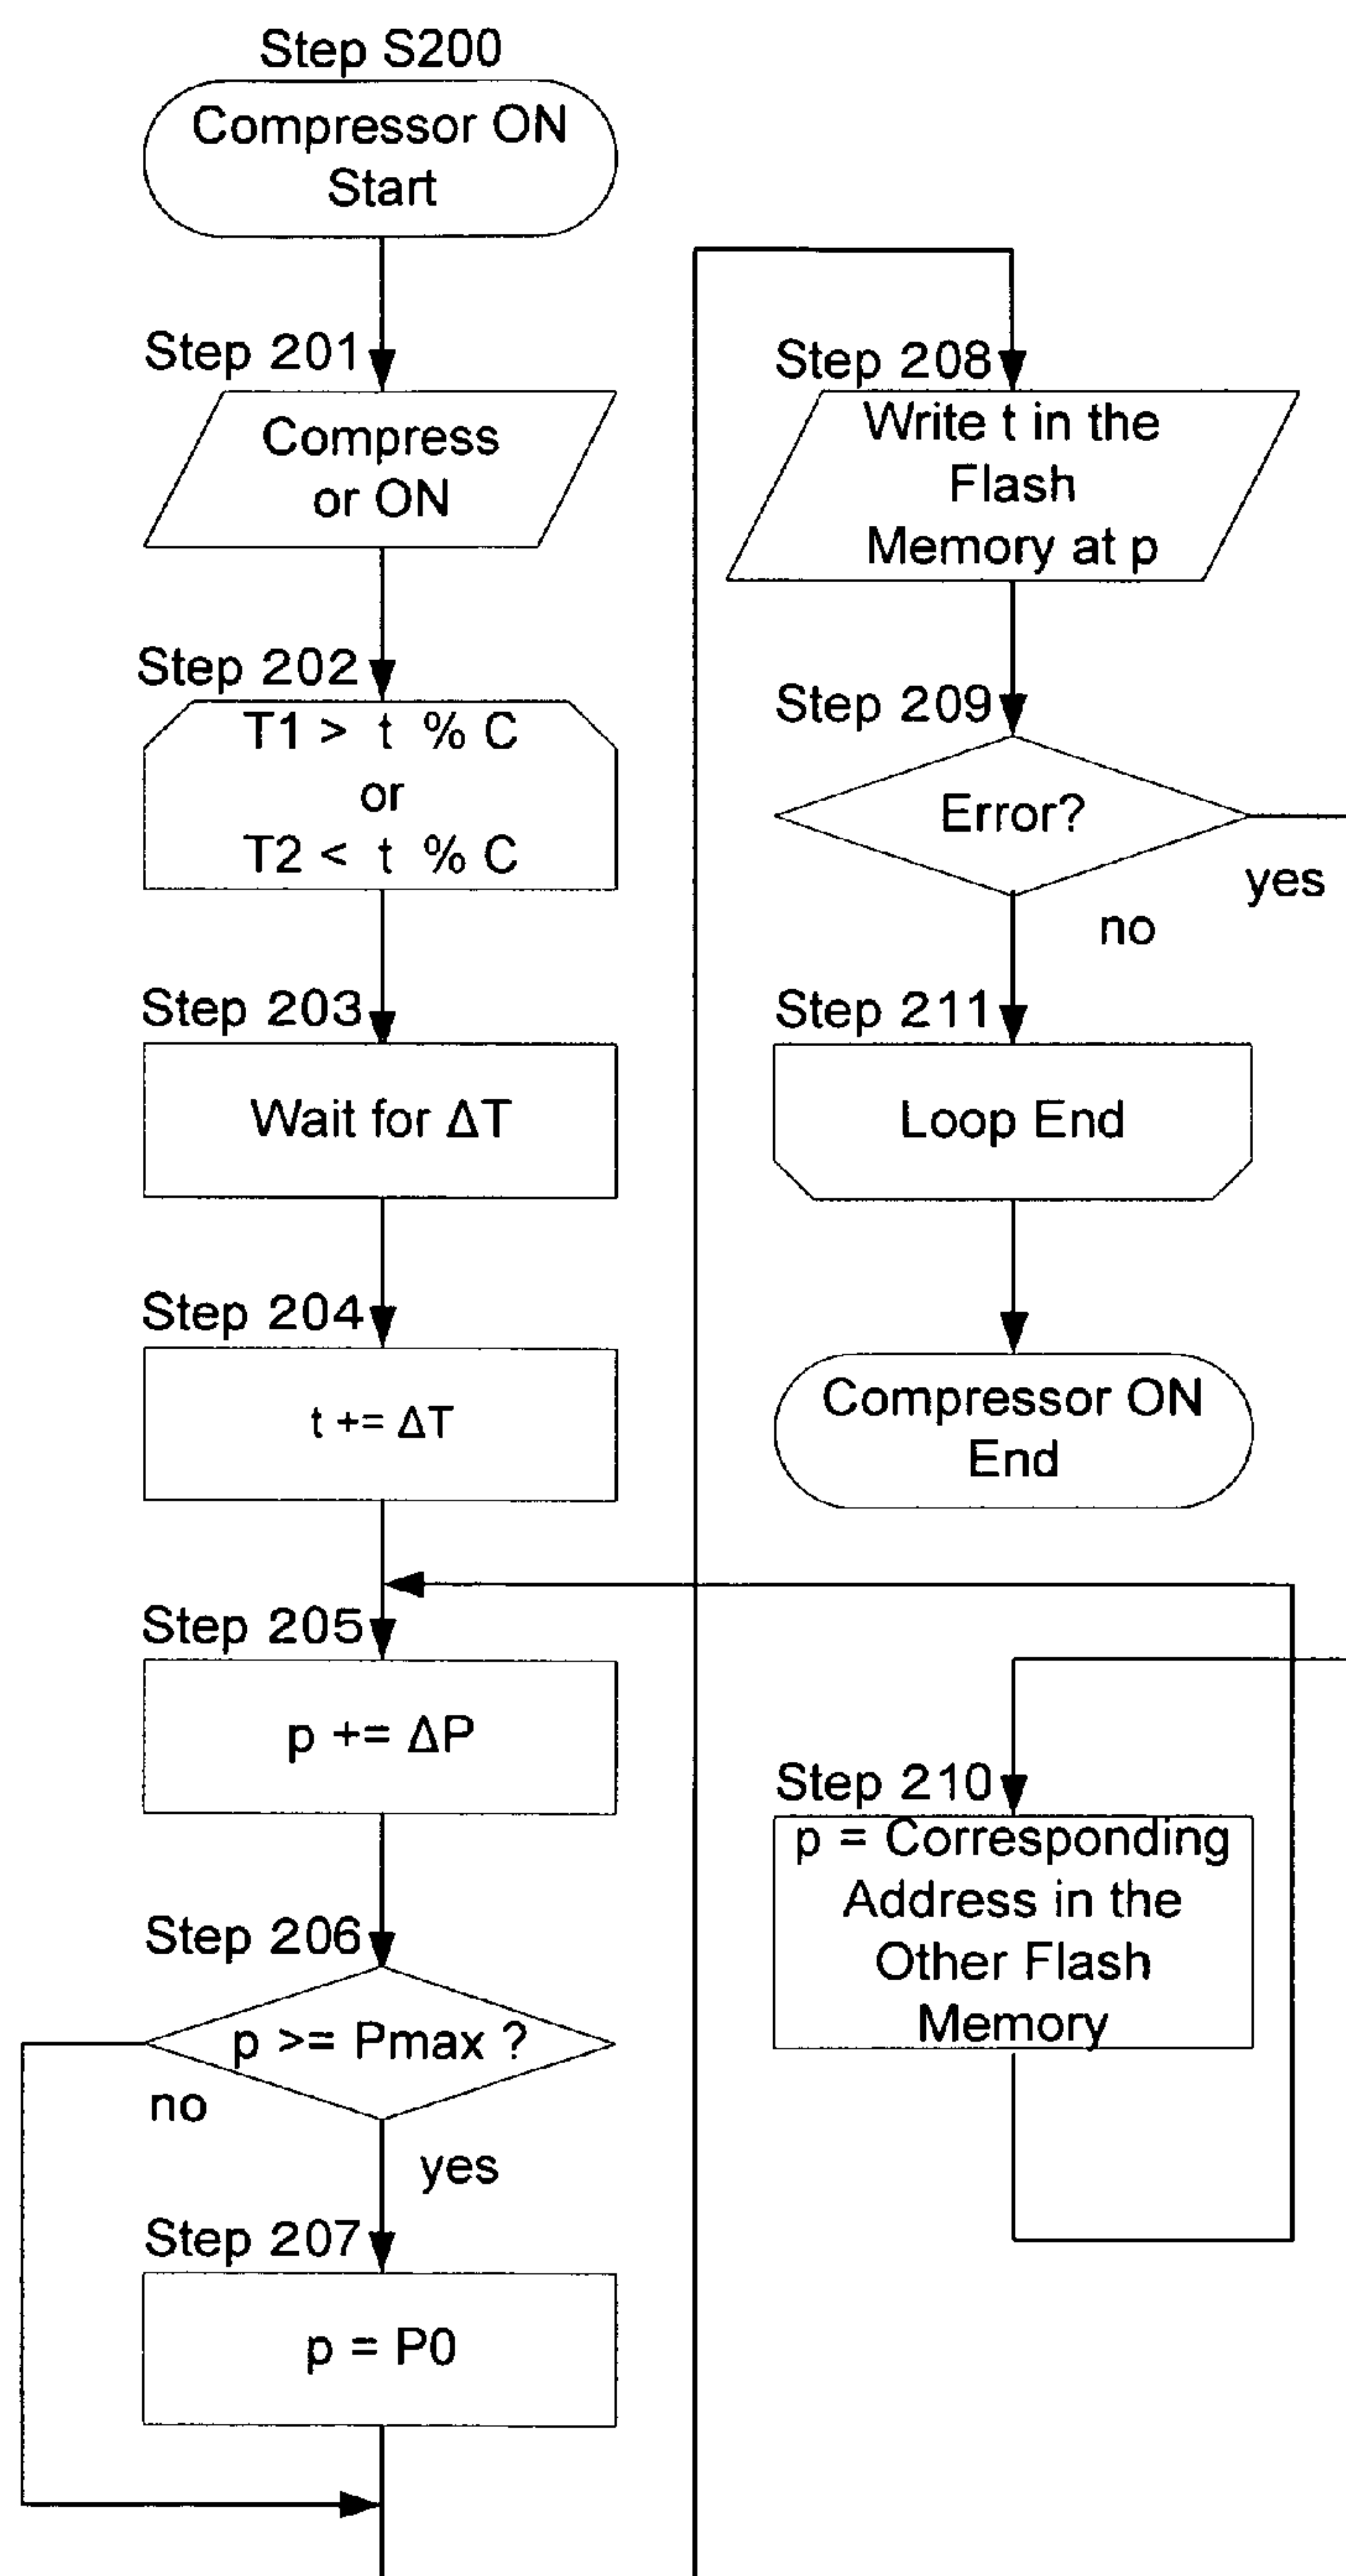 Step S200
Compressor ON
Start
Step 201
Compress
or ON
Step 202
T1 > t % C
or
T2 < t % C
Step 203
Wait for ΔT
Step 204
t += ΔT
Step 205
p += ΔP
Step 206
p >= Pmax ?
no
yes
Step 207
p = P0
Step 208
Write t in the
Flash
Memory at p
Step 209
Error?
yes
no
Step 211
Loop End
Compressor ON
End
Step 210
p = Corresponding
Address in the
Other Flash
Memory